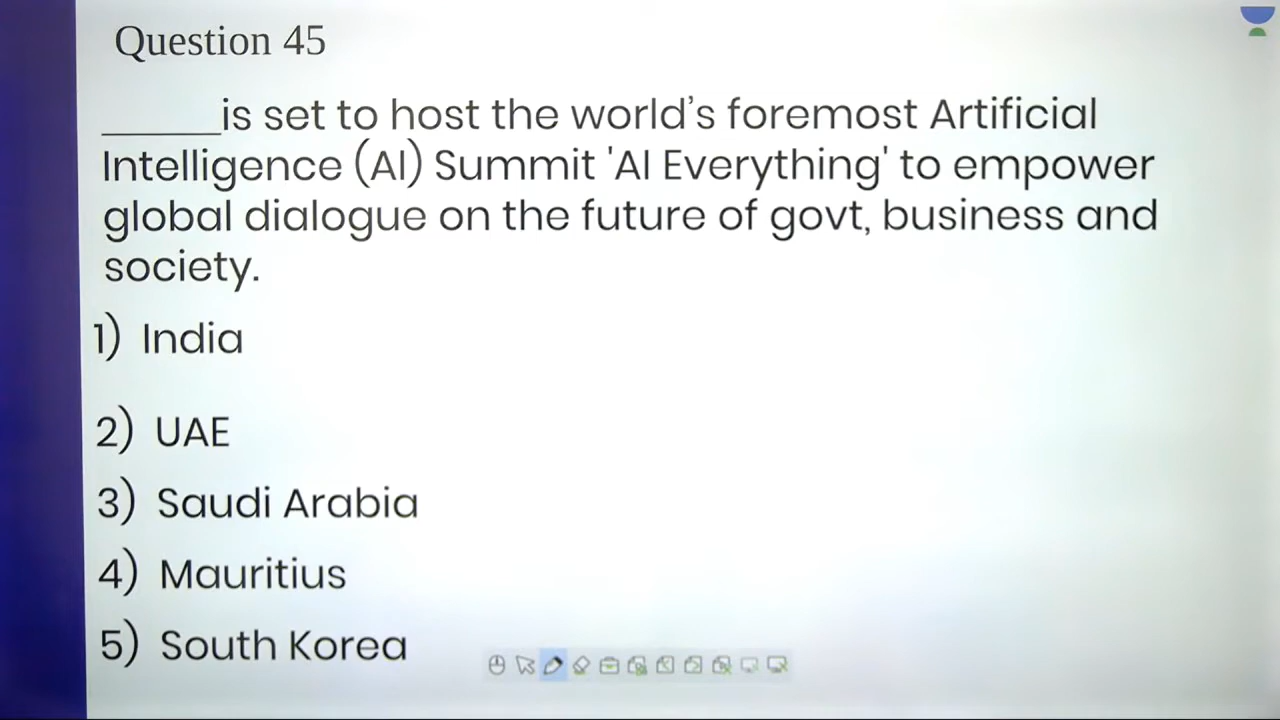 Question 45
______is set to host the world's foremost Artificial
Intelligence (AI) Summit 'AI Everything' to empower
global dialogue on the future of govt, business and
society.
1) India
2) UAE
3) Saudi Arabia
4) Mauritius
5) South Korea